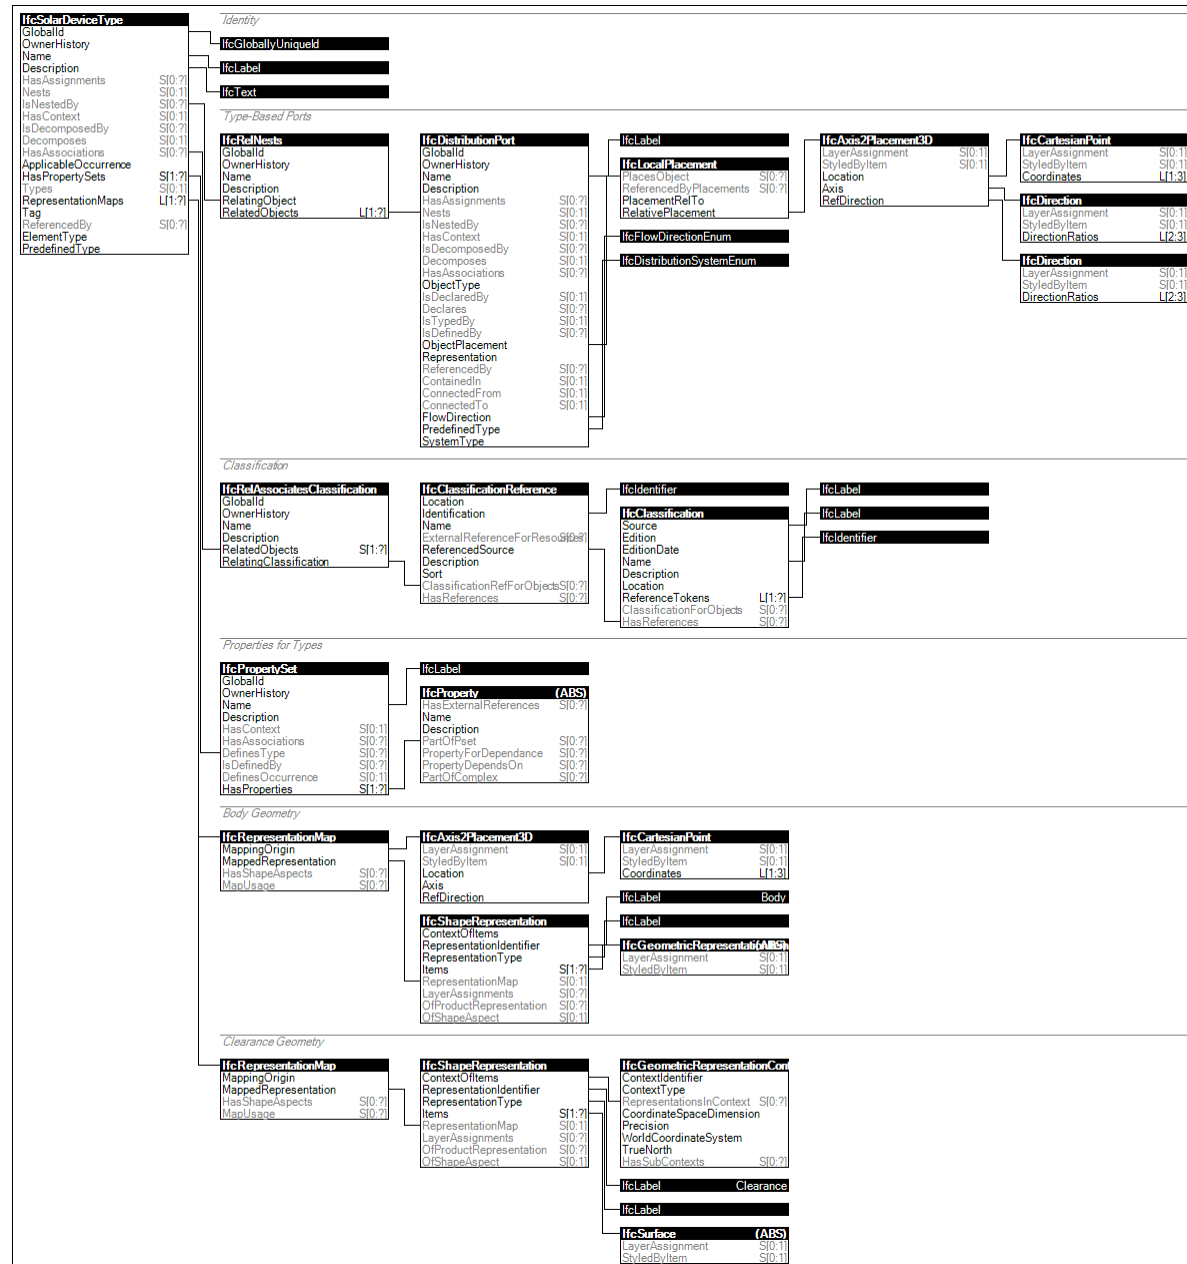 IfcSolarDeviceType
GlobalId
OwnerHistory
Name
Description
HasAssignments S[0:?]
Nests S[0:1]
IsNestedBy S[0:?]
HasContext S[0:1]
IsDecomposedBy S[0:?]
Decomposes S[0:1]
HasAssociations S[0:?]
ApplicableOccurrence
HasPropertySets S[1:?]
Types S[0:1]
RepresentationMaps L[1:?]
Tag
ReferencedBy S[0:?]
ElementType
PredefinedType
Identity
IfcGloballyUniqueId
IfcLabel
IfcText
Type-Based Ports
IfcRelNests
GlobalId
OwnerHistory
Name
Description
RelatingObject
RelatedObjects L[1:?]
IfcDistributionPort
GlobalId
OwnerHistory
Name
Description
HasAssignments S[0:?]
Nests S[0:1]
IsNestedBy S[0:?]
HasContext S[0:1]
IsDecomposedBy S[0:?]
Decomposes S[0:1]
HasAssociations S[0:?]
ObjectType
IsDeclaredBy S[0:1]
Declares S[0:?]
IsTypedBy S[0:1]
IsDefinedBy S[0:?]
ObjectPlacement
Representation
ReferencedBy S[0:?]
ContainedIn S[0:1]
ConnectedFrom S[0:1]
ConnectedTo S[0:1]
FlowDirection
PredefinedType
SystemType
IfcLabel
IfcLocalPlacement
PlacesObject S[0:?]
ReferencedByPlacements S[0:?]
PlacementRelTo
RelativePlacement
IfcFlowDirectionEnum
IfcDistributionSystemEnum
IfcAxis2Placement3D
LayerAssignment S[0:1]
StyledByItem S[0:1]
Location
Axis
RefDirection
IfcCartesianPoint
LayerAssignment S[0:1]
StyledByItem S[0:1]
Coordinates L[1:3]
IfcDirection
LayerAssignment S[0:1]
StyledByItem S[0:1]
DirectionRatios L[2:3]
IfcDirection
LayerAssignment S[0:1]
StyledByItem S[0:1]
DirectionRatios L[2:3]
Classification
IfcRelAssociatesClassification
GlobalId
OwnerHistory
Name
Description
RelatedObjects S[1:?]
RelatingClassification
IfcClassificationReference
Location
Identification
Name
ExternalReferenceForResources S[0:?]
ReferencedSource
Description
Sort
ClassificationRefForObjects S[0:?]
HasReferences S[0:?]
IfcIdentifier
IfcClassification
Source
Edition
EditionDate
Name
Description
Location
ReferenceTokens L[1:?]
ClassificationForObjects S[0:?]
HasReferences S[0:?]
IfcLabel
IfcLabel
IfcIdentifier
Properties for Types
IfcPropertySet
GlobalId
OwnerHistory
Name
Description
HasContext S[0:1]
HasAssociations S[0:?]
DefinesType S[0:?]
IsDefinedBy S[0:?]
DefinesOccurrence S[0:1]
HasProperties S[1:?]
IfcLabel
IfcProperty (ABS)
HasExternalReferences S[0:?]
Name
Description
PartOfPset S[0:?]
PropertyForDependance S[0:?]
PropertyDependsOn S[0:?]
PartOfComplex S[0:?]
Body Geometry
IfcRepresentationMap
MappingOrigin
MappedRepresentation
HasShapeAspects S[0:?]
MapUsage S[0:?]
IfcAxis2Placement3D
LayerAssignment S[0:1]
StyledByItem S[0:1]
Location
Axis
RefDirection
IfcShapeRepresentation
ContextOfItems
RepresentationIdentifier
RepresentationType
Items S[1:?]
RepresentationMap S[0:1]
LayerAssignments S[0:?]
OfProductRepresentation S[0:?]
OfShapeAspect S[0:1]
IfcCartesianPoint
LayerAssignment S[0:1]
StyledByItem S[0:1]
Coordinates L[1:3]
IfcLabel Body
IfcLabel
LayerAssignment S[0:1]
StyledByItem S[0:1]
Clearance Geometry
IfcRepresentationMap
MappingOrigin
MappedRepresentation
HasShapeAspects S[0:?]
MapUsage S[0:?]
IfcShapeRepresentation
ContextOfItems
RepresentationIdentifier
RepresentationType
Items S[1:?]
RepresentationMap S[0:1]
LayerAssignments S[0:?]
OfProductRepresentation S[0:?]
OfShapeAspect S[0:1]
IfcGeometricRepresentationCont
ContextIdentifier
ContextType
RepresentationsInContext S[0:?]
CoordinateSpaceDimension
Precision
WorldCoordinateSystem
TrueNorth
HasSubContexts S[0:?]
IfcLabel Clearance
IfcLabel
IfcSurface (ABS)
LayerAssignment S[0:1]
StyledByItem S[0:1]